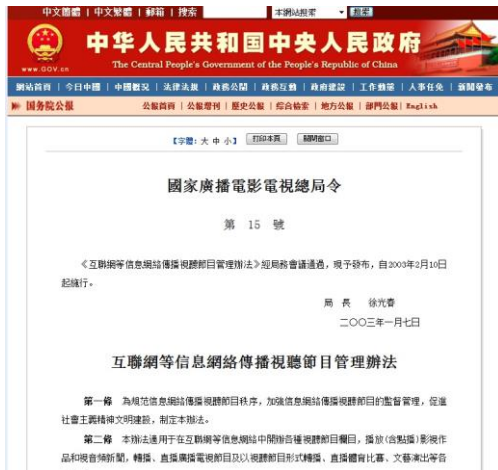 中文簡體 | 中文繁體 | 郵箱 | 搜索 本網站搜索 搜索
中华人民共和国中央人民政府
www.GOV.cn The Central People's Government of the People's Republic of China
網站首頁 | 今日中國 | 中國概況 | 法律法規 | 政務公開 | 政務互動 | 政府建設 | 工作動態 | 人事任免 | 新聞發布
国务院公报 公報首頁 | 公報增刊 | 歷史公報 | 綜合檢索 | 地方公報 | 部門公報 | English
【字體: 大 中 小】 打印本頁 關閉窗口
國家廣播電影電視總局令
第 15 號
《互聯網等信息網絡傳播視聽節目管理辦法》經局務會議通過,現予發布,自2003年2月10日
起施行。
局 長 徐光春
二○○三年一月七日
互聯網等信息網絡傳播視聽節目管理辦法
第一條 為規范信息網絡傳播視聽節目秩序,加強信息網絡傳播視聽節目的監督管理,促進
社會主義精神文明建設,制定本辦法。
第二條 本辦法適用于在互聯網等信息網絡中開辦各種視聽節目欄目,播放(含點播)影視作
品和視音頻新聞,轉播、直播廣播電視節目及以視聽節目形式轉播、直播體育比賽、文藝演出等各